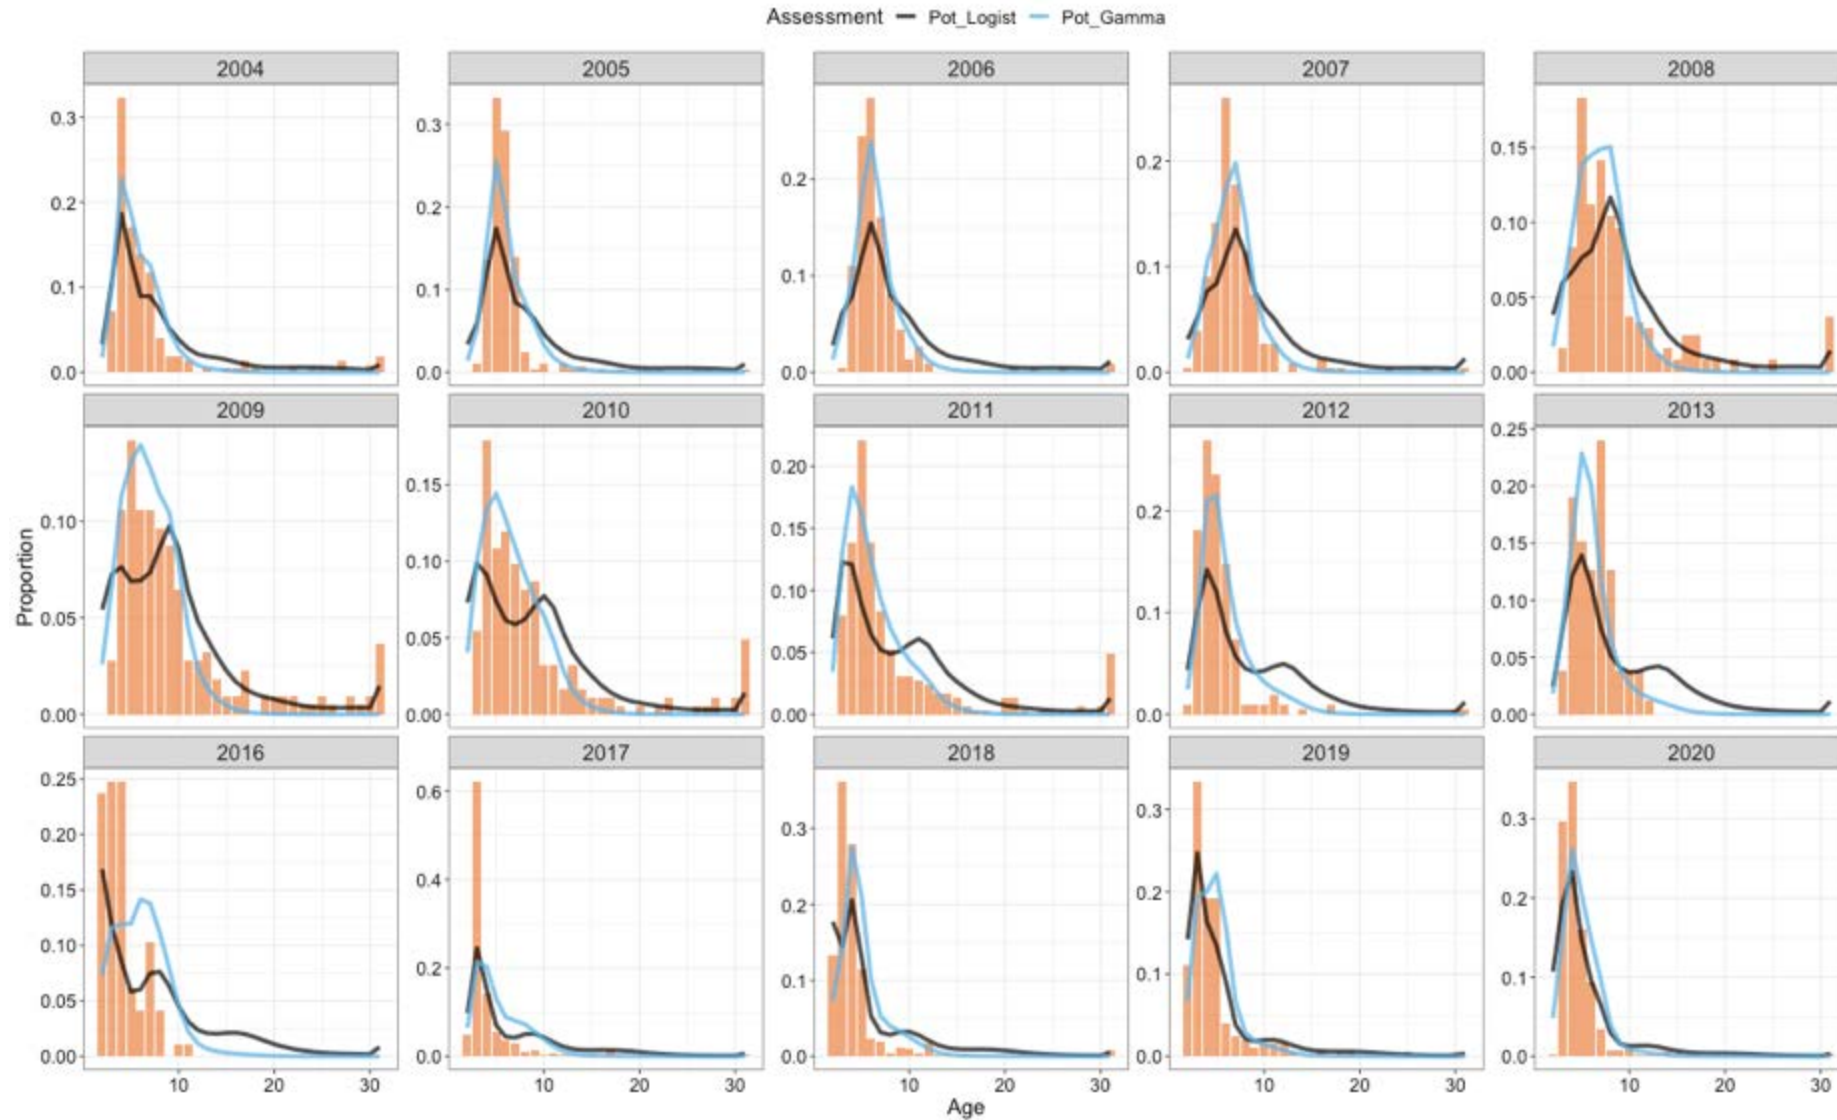 Assessment Pot_Logist Pot_Gamma
2004 2005 2006 2007 2008
0.3 0.2 0.1 0.0
0.3 0.2 0.1 0.0
0.2 0.1 0.0
0.2 0.1 0.0
0.15 0.10 0.05 0.00
2009 2010 2011 2012 2013
0.10 0.05 0.00
0.15 0.10 0.05 0.00
0.20 0.15 0.10 0.05 0.00
0.2 0.1 0.0
0.25 0.20 0.15 0.10 0.05 0.00
Proportion
2016 2017 2018 2019 2020
0.25 0.20 0.15 0.10 0.05 0.00
0.6 0.4 0.2 0.0
0.3 0.2 0.1 0.0
0.3 0.2 0.1 0.0
0.3 0.2 0.1 0.0
10 20 30 10 20 30 10 20 30 10 20 30 10 20 30
Age